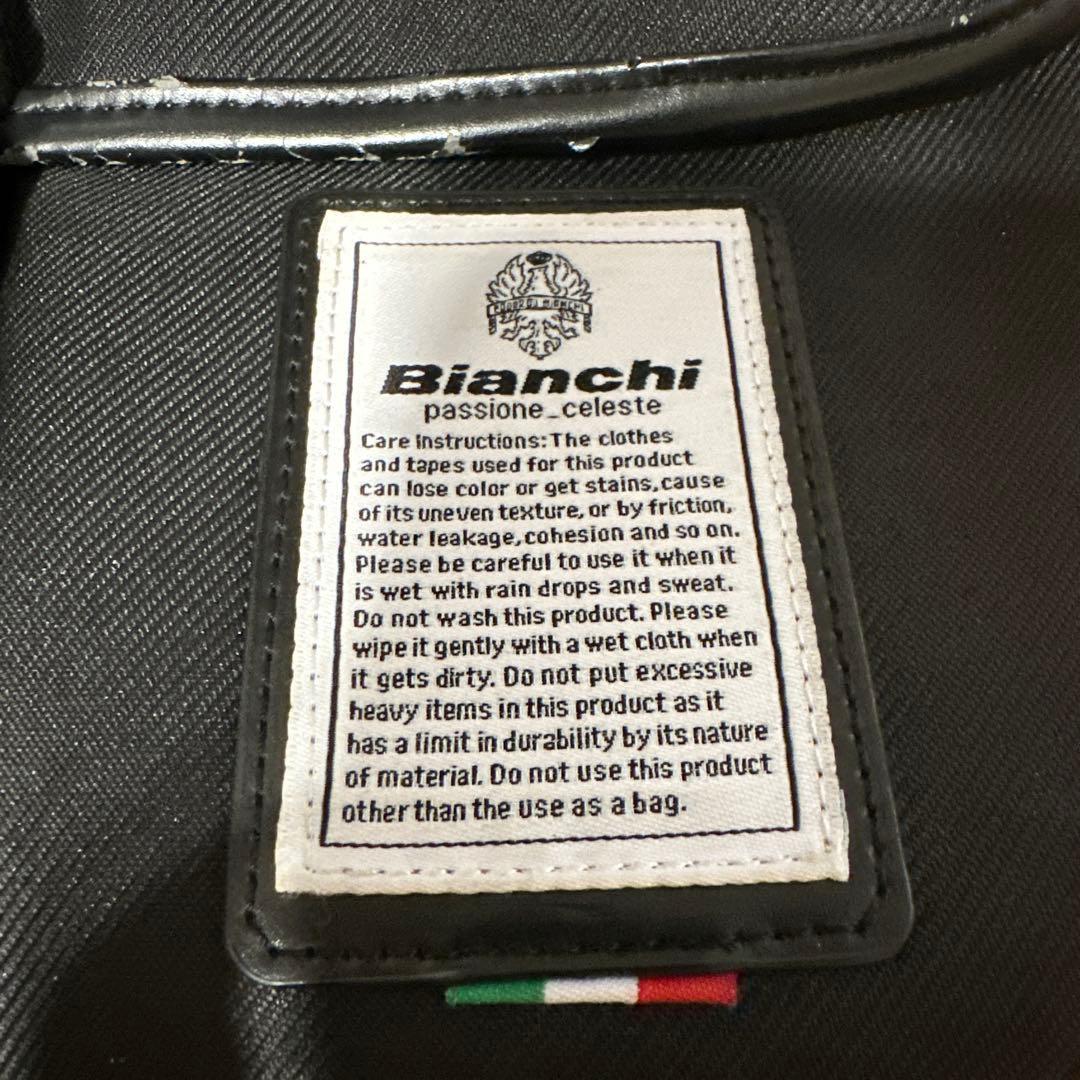 Bianchi
passione_celeste
Care Instructions: The clothes
and tapes used for this product
can lose color or get stains, cause
of its uneven texture, or by friction,
water leakage, cohesion and so on.
Please be careful to use it when it
is wet with rain drops and sweat.
Do not wash this product. Please
wipe it gently with a wet cloth when
it gets dirty. Do not put excessive
heavy items in this product as it
has a limit in durability by its nature
of material. Do not use this product
other than the use as a bag.